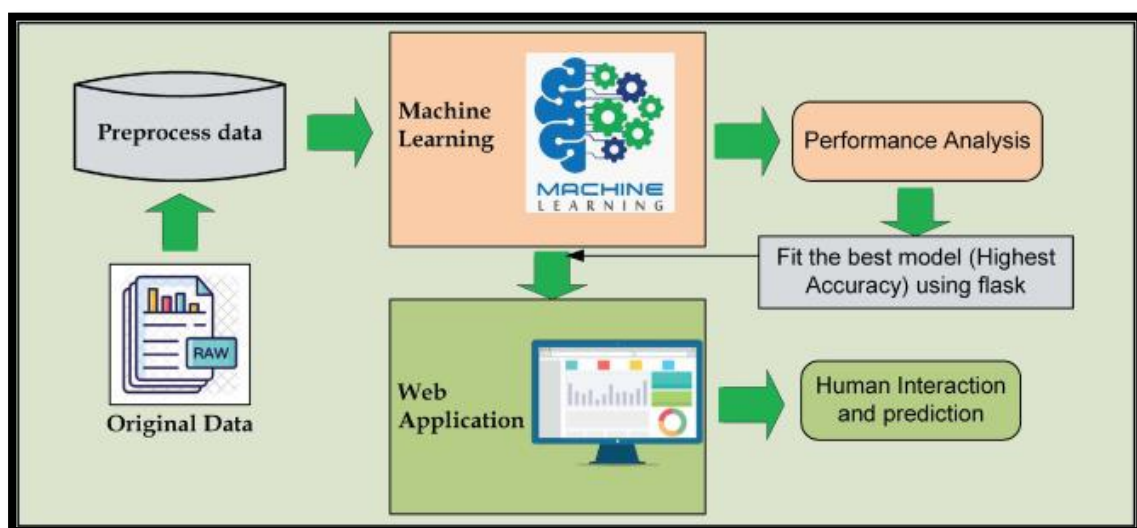 Preprocess data
Machine
Learning
MACHINE
LEARNING
Performance Analysis
Fit the best model (Highest
Accuracy) using flask
RAW
Original Data
Web
Application
Human Interaction
and prediction